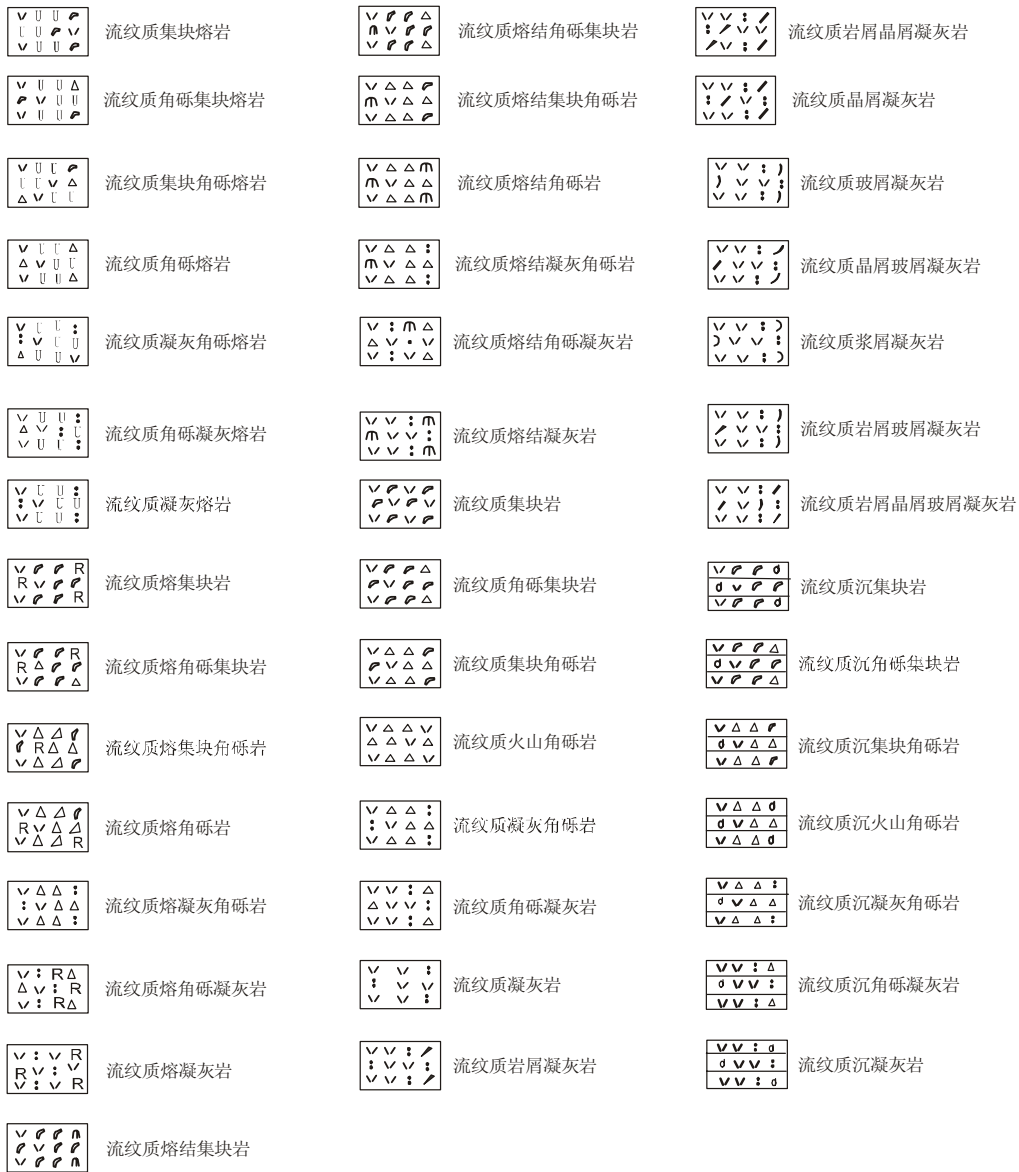 流纹质集块熔岩
流纹质角砾集块熔岩
流纹质集块角砾熔岩
流纹质角砾熔岩
流纹质凝灰角砾熔岩
流纹质角砾凝灰熔岩
流纹质凝灰熔岩
流纹质熔集块岩
流纹质熔角砾集块岩
流纹质熔集块角砾岩
流纹质熔角砾岩
流纹质熔凝灰角砾岩
流纹质熔角砾凝灰岩
流纹质熔凝灰岩
流纹质熔结集块岩
流纹质熔结角砾集块岩
流纹质熔结集块角砾岩
流纹质熔结角砾岩
流纹质熔结凝灰角砾岩
流纹质熔结角砾凝灰岩
流纹质熔结凝灰岩
流纹质集块岩
流纹质角砾集块岩
流纹质集块角砾岩
流纹质火山角砾岩
流纹质凝灰角砾岩
流纹质角砾凝灰岩
流纹质凝灰岩
流纹质岩屑凝灰岩
流纹质岩屑晶屑凝灰岩
流纹质晶屑凝灰岩
流纹质玻屑凝灰岩
流纹质晶屑玻屑凝灰岩
流纹质浆屑凝灰岩
流纹质岩屑玻屑凝灰岩
流纹质岩屑晶屑玻屑凝灰岩
流纹质沉集块岩
流纹质沉角砾集块岩
流纹质沉集块角砾岩
流纹质沉火山角砾岩
流纹质沉凝灰角砾岩
流纹质沉角砾凝灰岩
流纹质沉凝灰岩